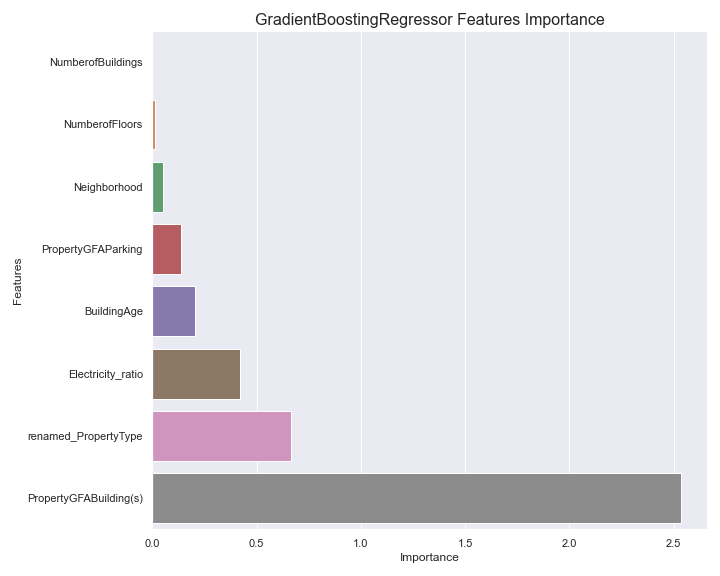 GradientBoostingRegressor Features Importance
NumberofBuildings
NumberofFloors
Neighborhood
PropertyGFAParking
BuildingAge
Electricity_ratio
renamed_PropertyType
PropertyGFABuilding(s)
Features
0.0 0.5 1.0 1.5 2.0 2.5
Importance